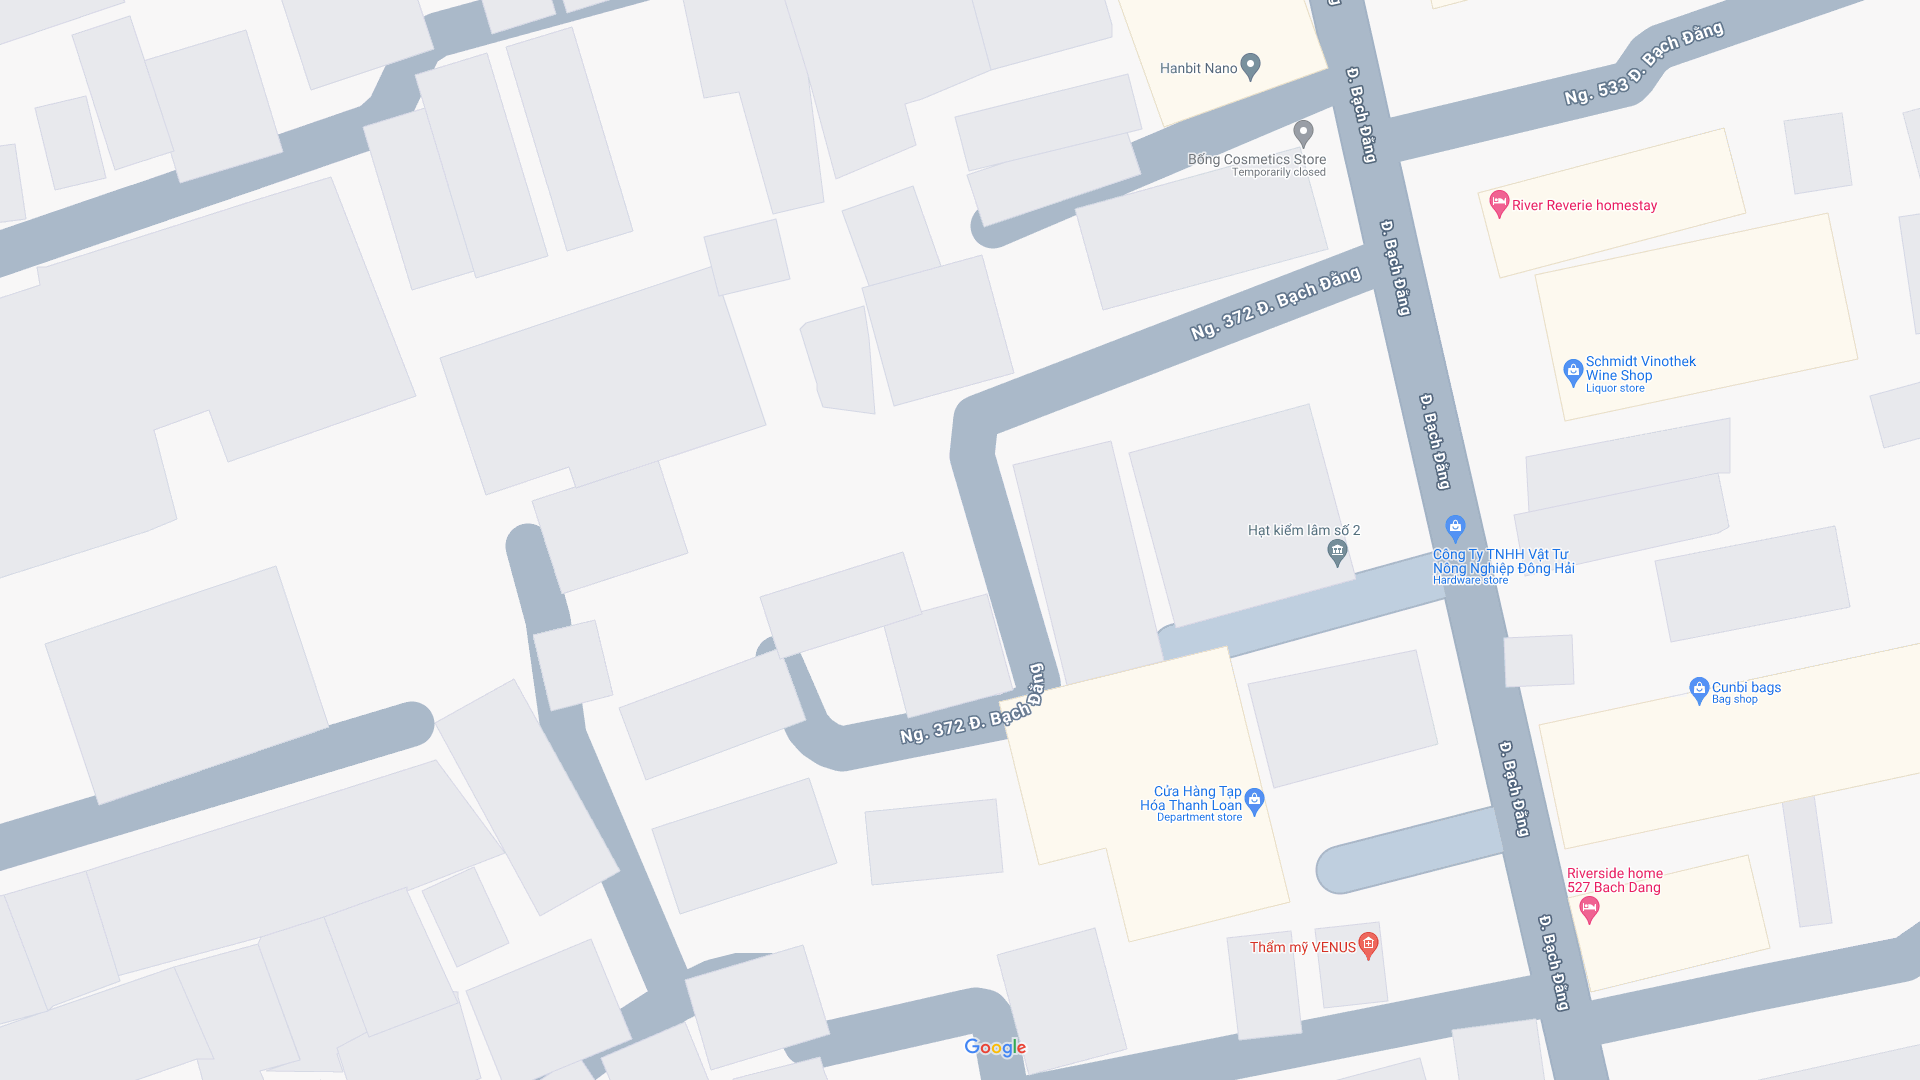 Hanbit Nano
Đ. Bạch Đằng
Ng. 533 Đ. Bạch Đằng
Bống Cosmetics Store
Temporarily closed
River Reverie homestay
Đ. Bạch Đằng
Ng. 372 Đ. Bạch Đằng
Schmidt Vinothek
Wine Shop
Liquor store
Đ. Bạch Đằng
Hạt kiểm lâm số 2
Công Ty TNHH Vật Tư
Nông Nghiệp Đông Hải
Hardware store
Ng. 372 Đ. Bạch Đằng
Cunbi bags
Bag shop
Đ. Bạch Đằng
Cửa Hàng Tạp
Hóa Thanh Loan
Department store
Riverside home
527 Bach Dang
Đ. Bạch Đằng
Thẩm mỹ VENUS
Google